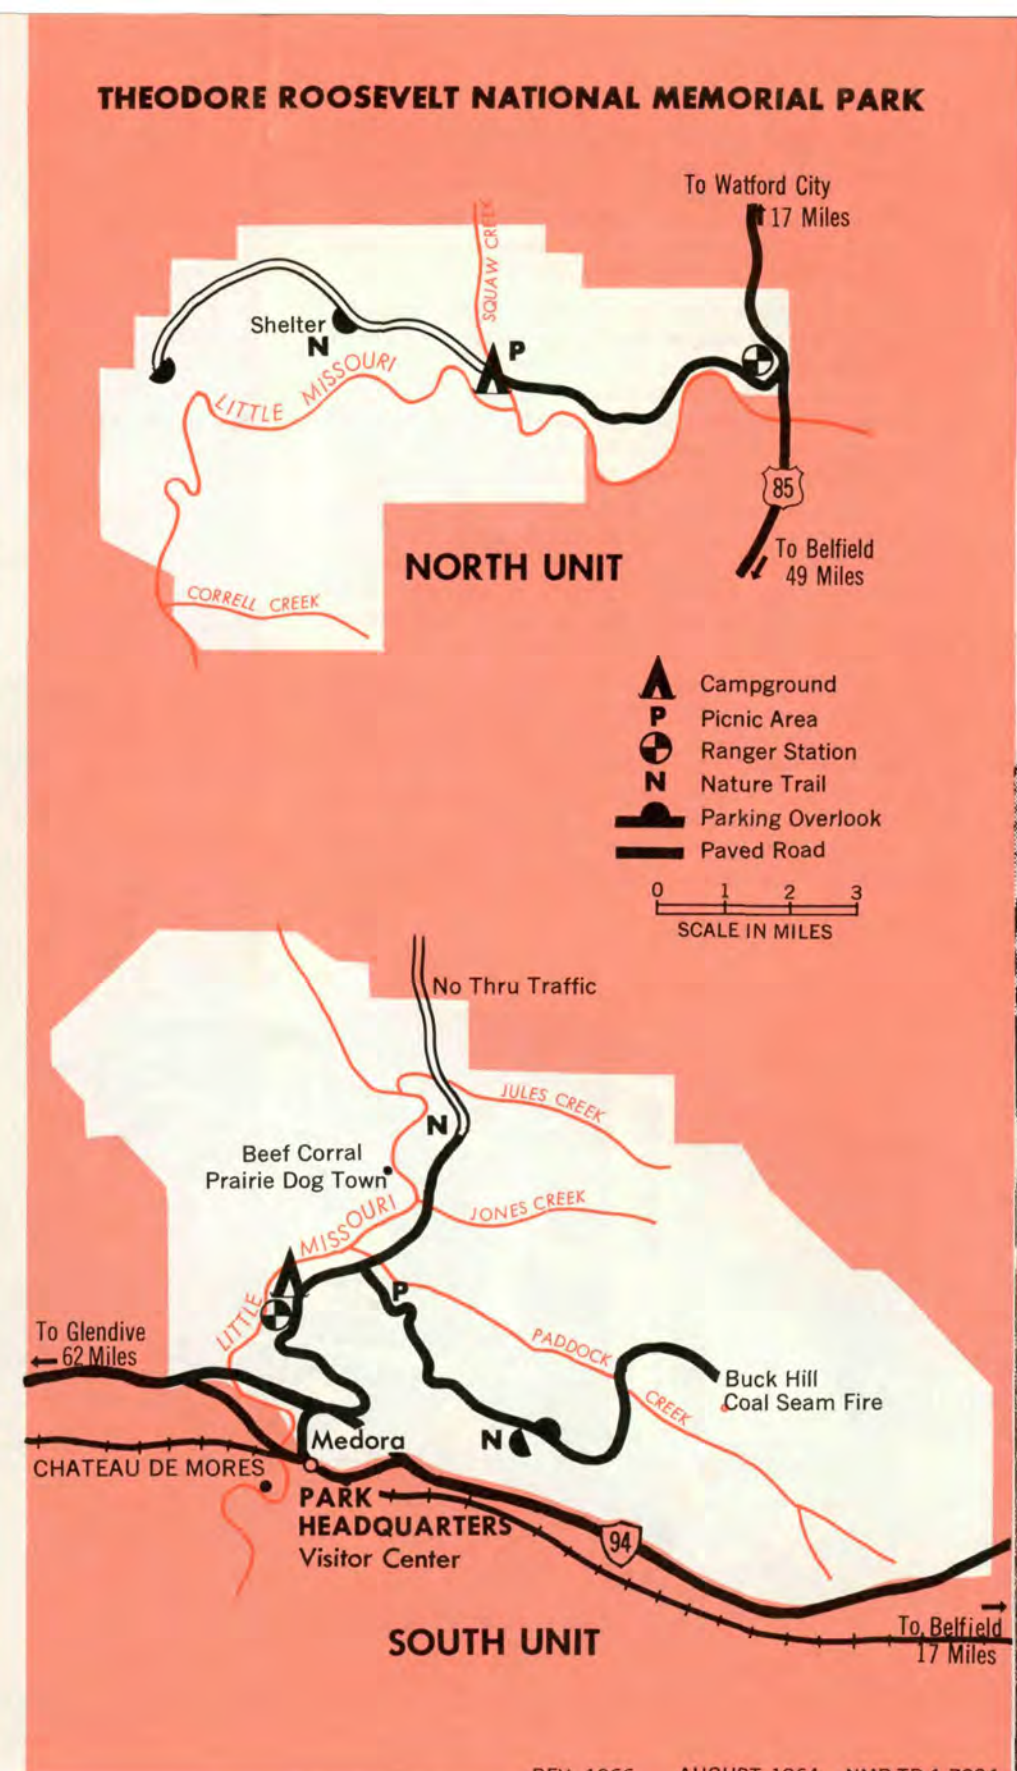 THEODORE ROOSEVELT NATIONAL MEMORIAL PARK
To Watford City
17 Miles
SQUAW CREEK
Shelter
N
P
LITTLE MISSOURI
85
NORTH UNIT
To Belfield
49 Miles
CORRELL CREEK
Campground
P Picnic Area
Ranger Station
N Nature Trail
Parking Overlook
Paved Road
0 1 2 3
SCALE IN MILES
No Thru Traffic
JULES CREEK
N
Beef Corral
Prairie Dog Town
JONES CREEK
LITTLE MISSOURI
P
To Glendive
62 Miles
PADDOCK CREEK
Buck Hill
Coal Seam Fire
N
Medora
CHATEAU DE MORES
PARK
HEADQUARTERS
Visitor Center
94
To Belfield
17 Miles
SOUTH UNIT